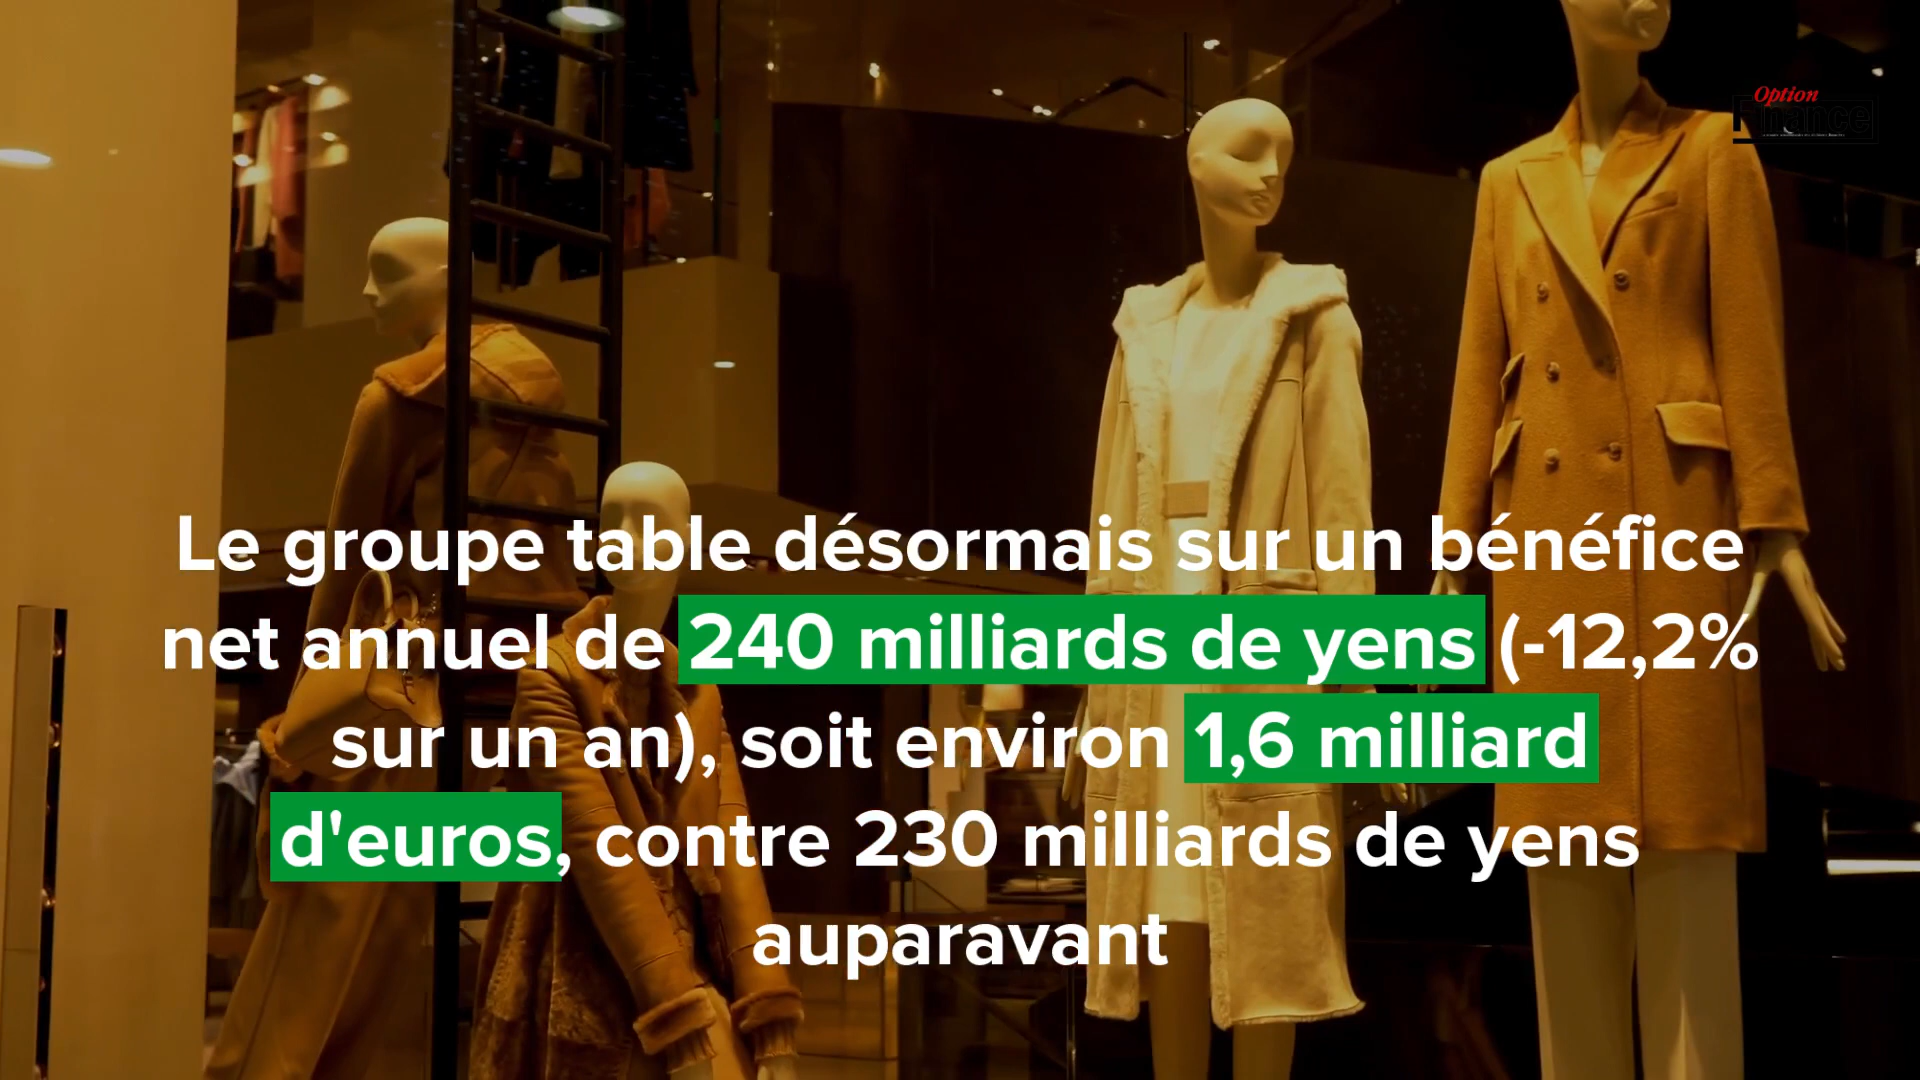 Option
Finance
Le groupe table désormais sur un bénéfice
net annuel de 240 milliards de yens (-12,2%
sur un an), soit environ 1,6 milliard
d'euros, contre 230 milliards de yens
auparavant